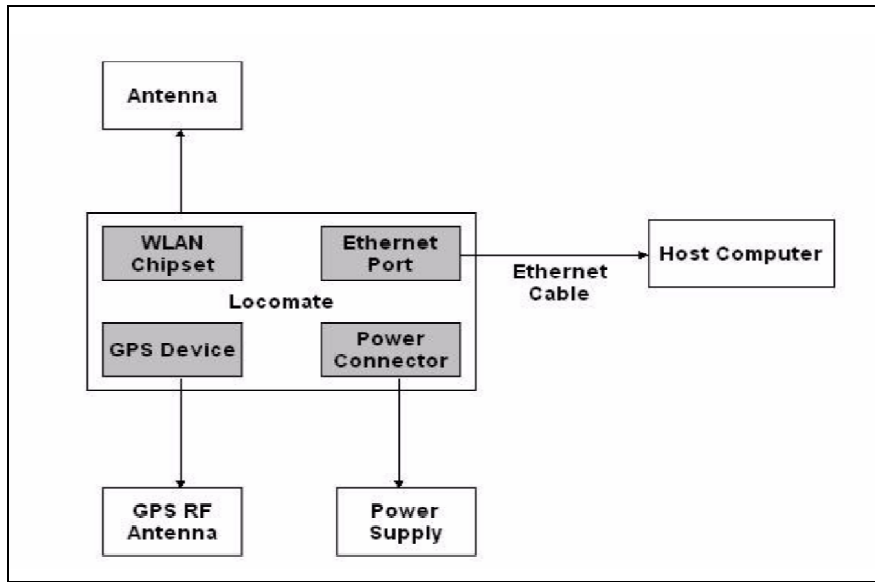 Antenna
WLAN
Chipset
Ethernet
Port
Host Computer
Ethernet
Cable
Locomate
GPS Device
Power
Connector
GPS RF
Antenna
Power
Supply